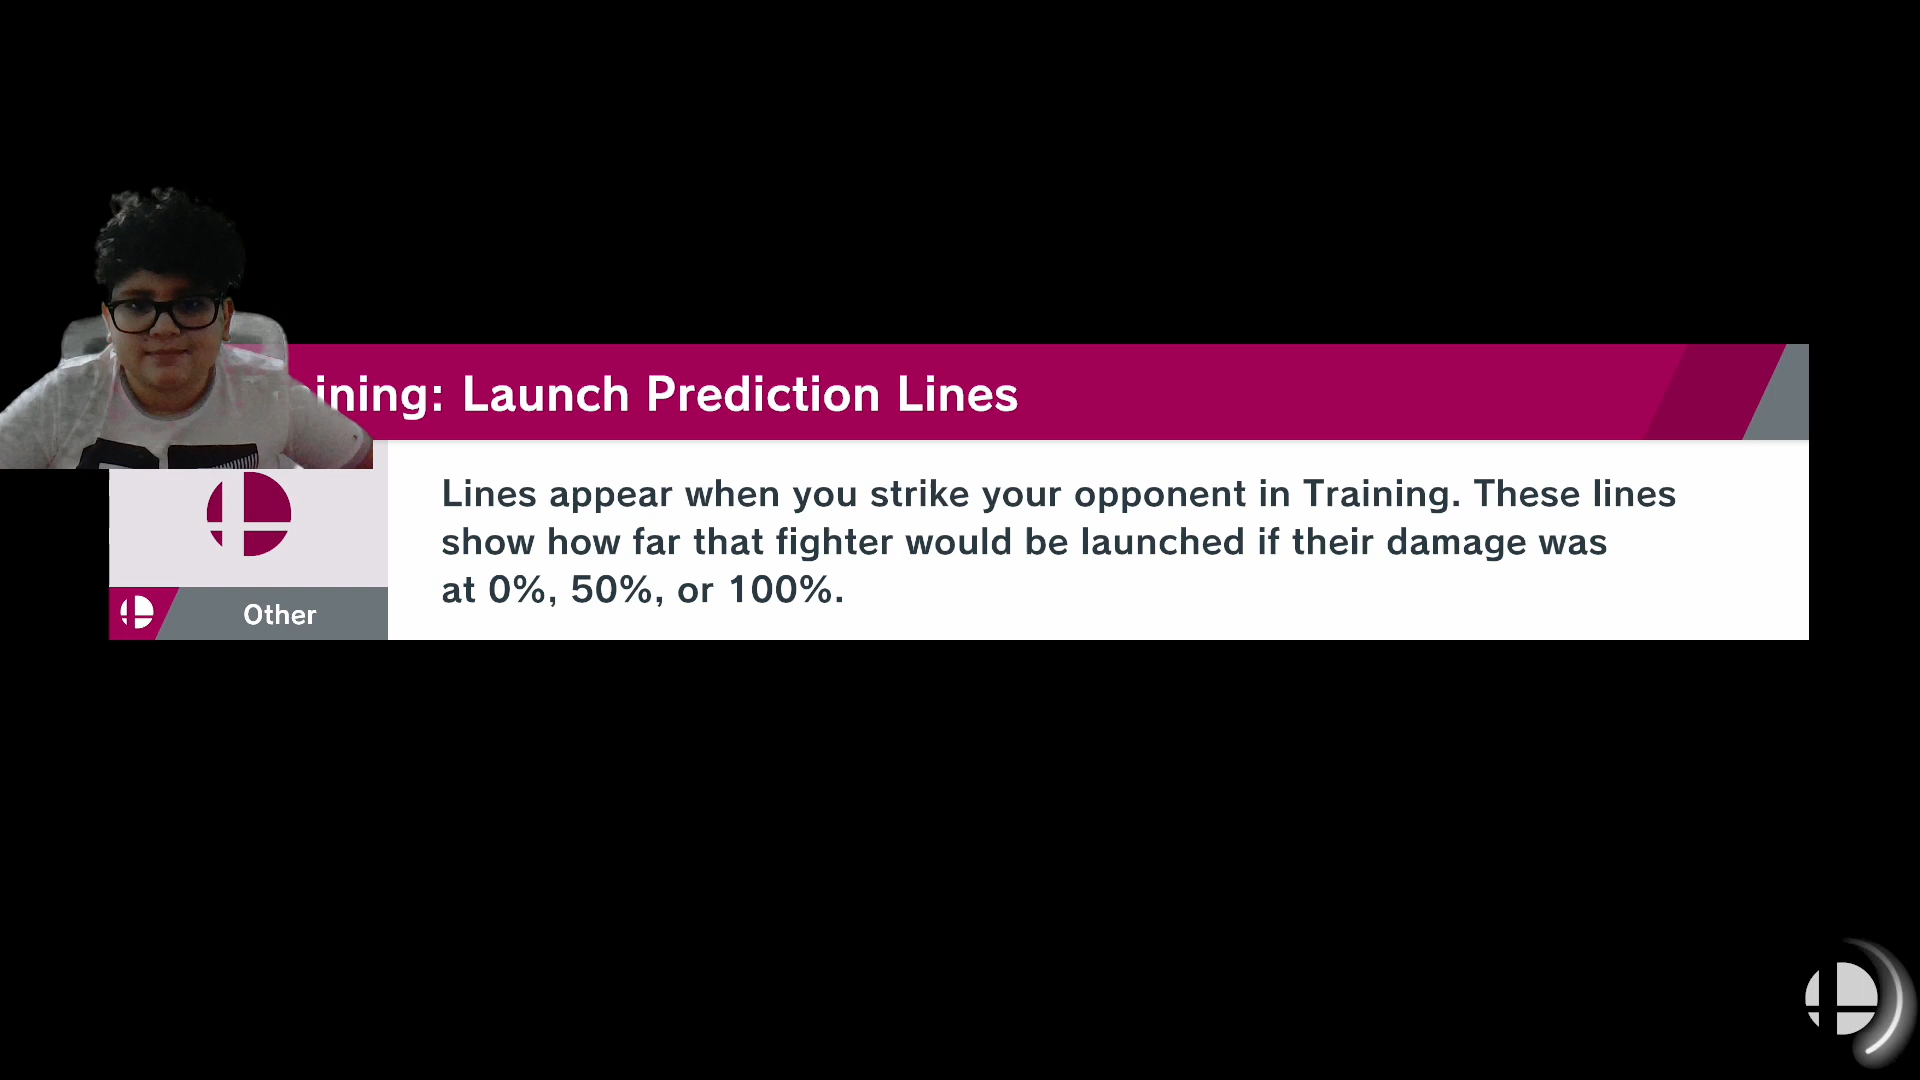 ining: Launch Prediction Lines
Lines appear when you strike your opponent in Training. These lines
show how far that fighter would be launched if their damage was
at 0%, 50%, or 100%.
Other